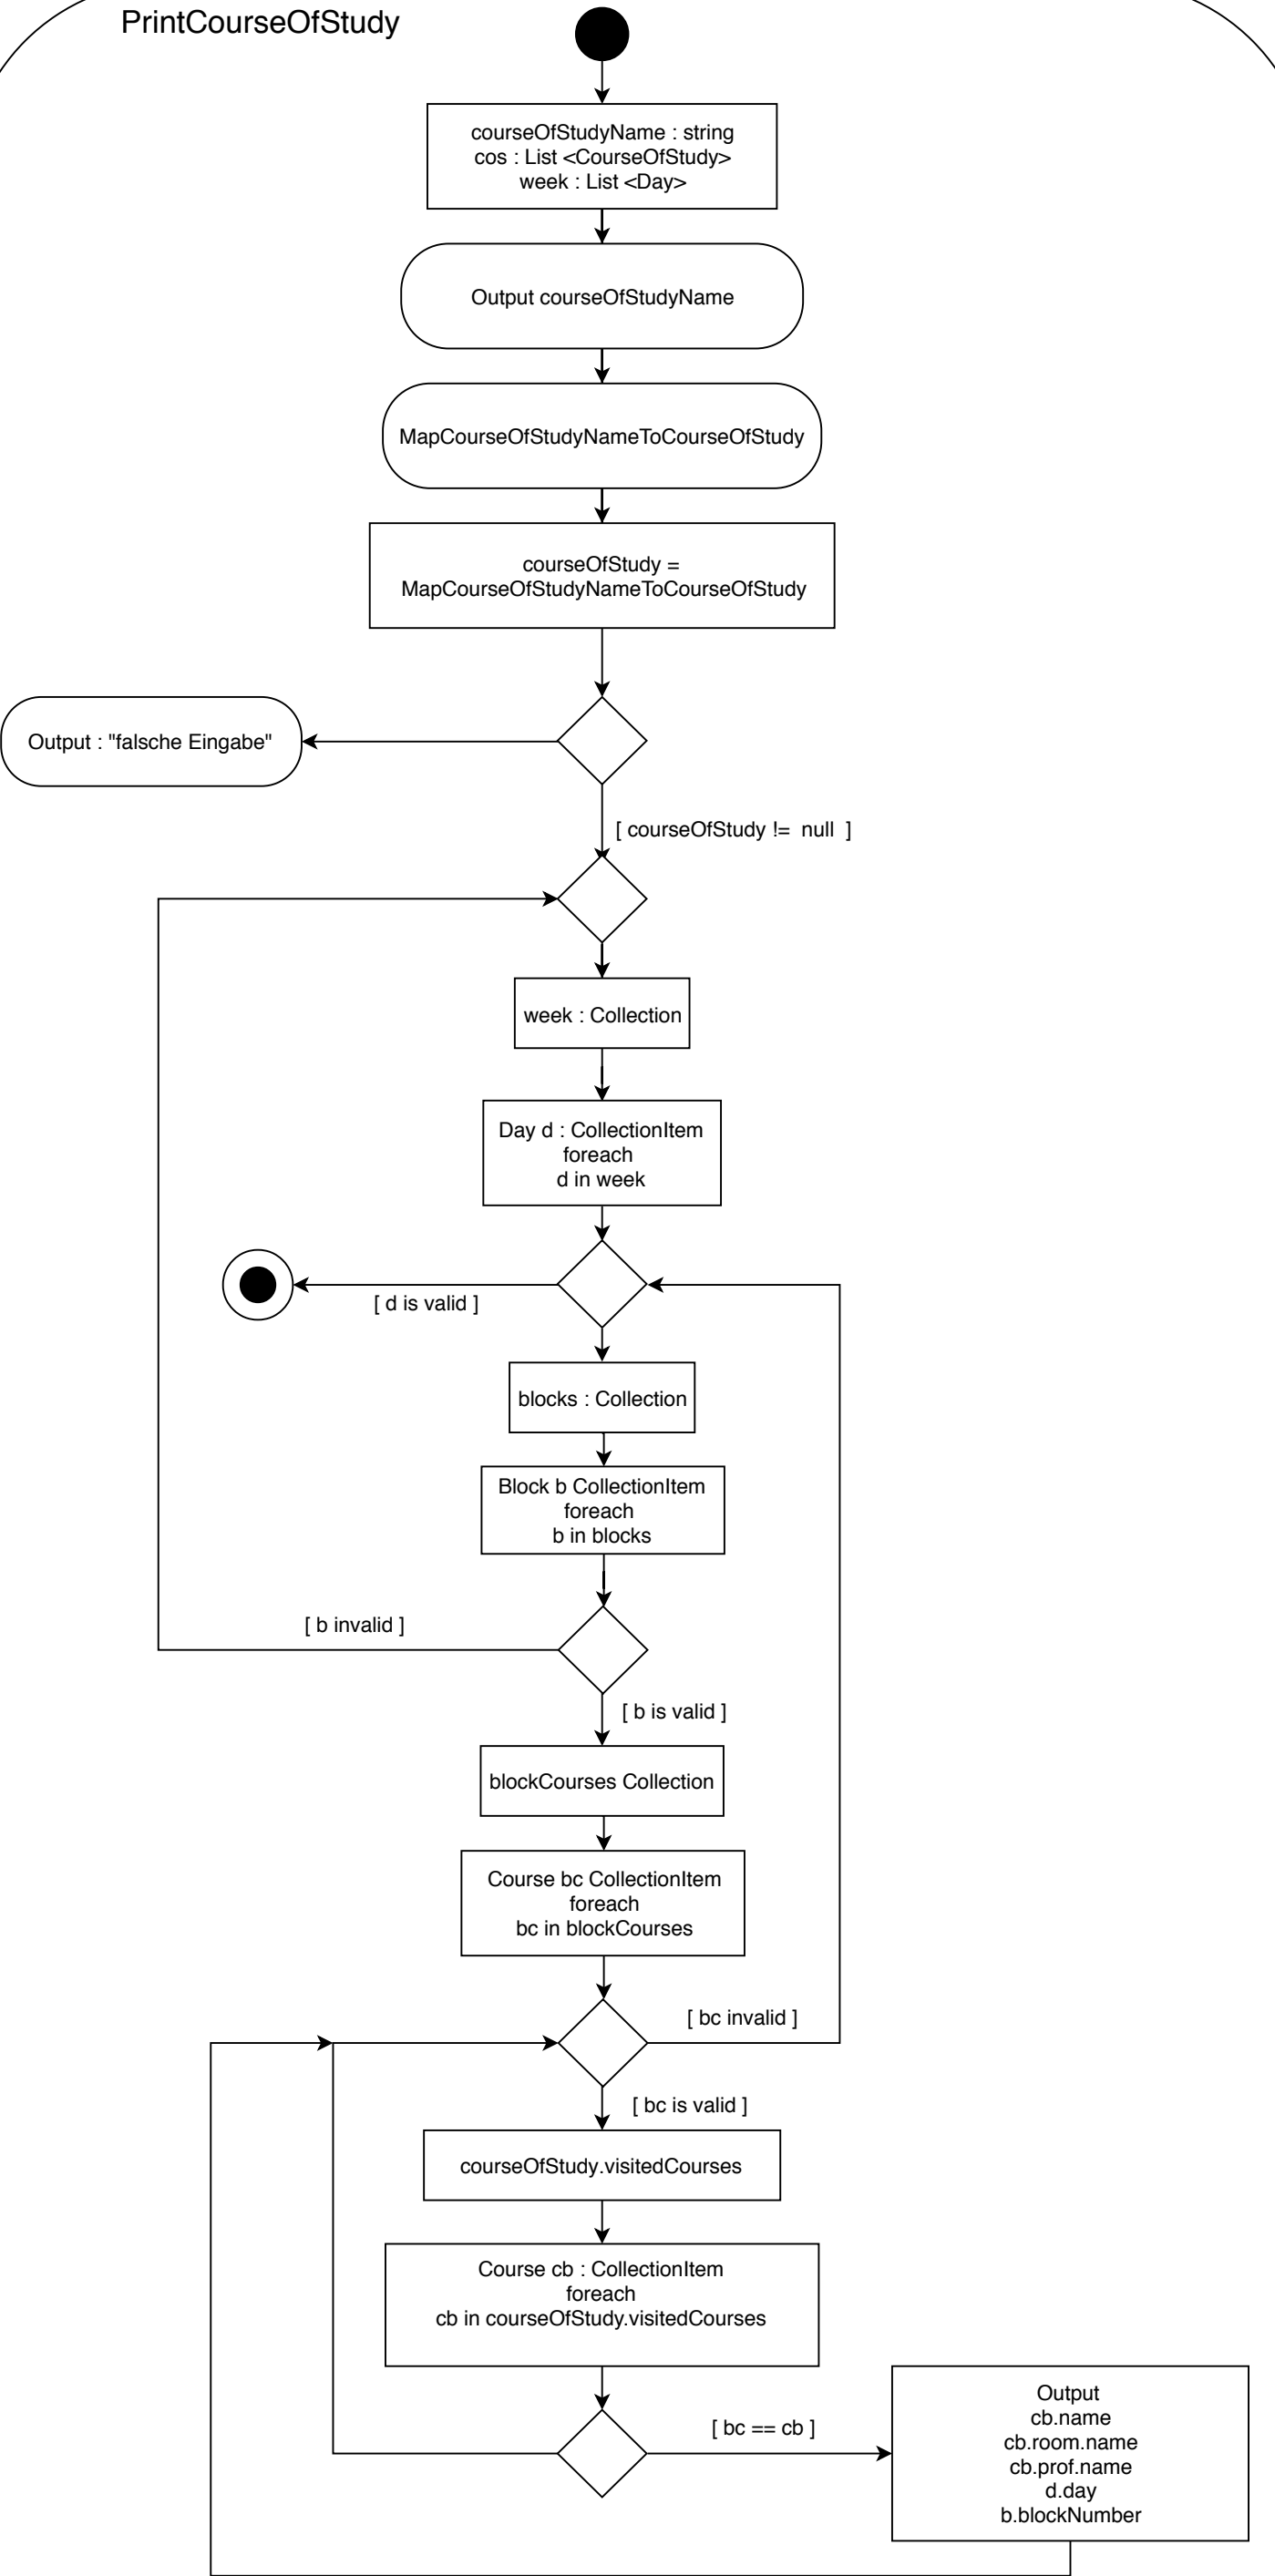 PrintCourseOfStudy
courseOfStudyName : string
cos : List <CourseOfStudy>
week : List <Day>
Output courseOfStudyName
MapCourseOfStudyNameToCourseOfStudy
courseOfStudy =
MapCourseOfStudyNameToCourseOfStudy
Output : "falsche Eingabe"
[ courseOfStudy != null ]
week : Collection
Day d : CollectionItem
foreach
d in week
[ d is valid ]
blocks : Collection
Block b CollectionItem
foreach
b in blocks
[ b invalid ]
[ b is valid ]
blockCourses Collection
Course bc CollectionItem
foreach
bc in blockCourses
[ bc invalid ]
[ bc is valid ]
courseOfStudy.visitedCourses
Course cb : CollectionItem
foreach
cb in courseOfStudy.visitedCourses
[ bc == cb ]
Output
cb.name
cb.room.name
cb.prof.name
d.day
b.blockNumber